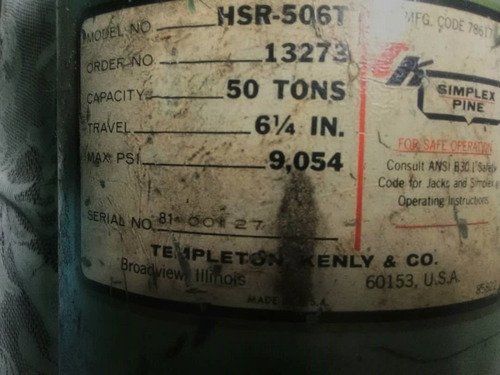 MODEL NO. HSR-506T
ORDER NO. 13273
CAPACITY 50 TONS
TRAVEL 6¼ IN.
MAX PSI 9,054
SERIAL NO.
TEMPLETON, KENLY & CO.
Broadview, Illinois 60153, U.S.A.
MADE IN U.S.A.
MFG. CODE
SIMPLEX
PINE
FOR SAFE OPERATION
Consult ANSI B30.1 Safety
Code for Jacks and Simplex
Operating Instructions